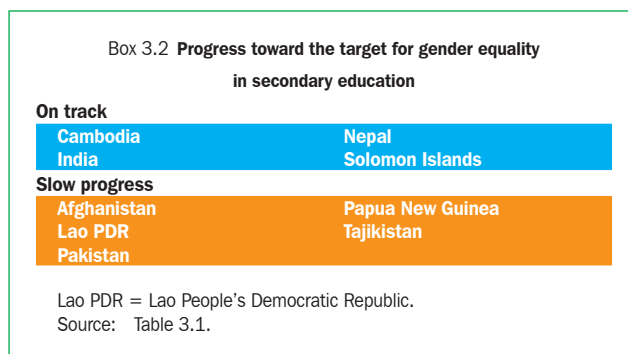 Box 3.2 Progress toward the target for gender equality
in secondary education
On track
Cambodia Nepal
India Solomon Islands
Slow progress
Afghanistan Papua New Guinea
Lao PDR Tajikistan
Pakistan
Lao PDR = Lao People’s Democratic Republic.
Source: Table 3.1.